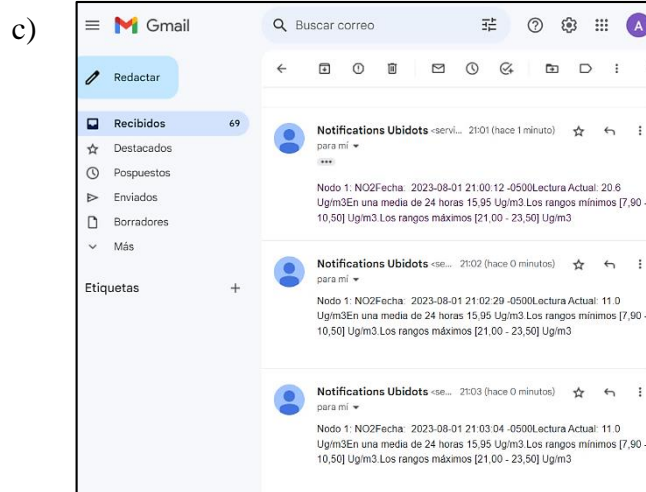 c)
Gmail
Buscar correo
A
Redactar
Recibidos 69
Destacados
Pospuestos
Enviados
Borradores
Más
Etiquetas +
Notifications Ubidots <servi... 21:01 (hace 1 minuto)
para mí
Nodo 1: NO2Fecha: 2023-08-01 21:00:12 -0500Lectura Actual: 20.6
Ug/m3En una media de 24 horas 15,95 Ug/m3.Los rangos mínimos [7,90 -
10,50] Ug/m3.Los rangos máximos [21,00 - 23,50] Ug/m3
Notifications Ubidots <se... 21:02 (hace 0 minutos)
para mí
Nodo 1: NO2Fecha: 2023-08-01 21:02:29 -0500Lectura Actual: 11.0
Ug/m3En una media de 24 horas 15,95 Ug/m3.Los rangos mínimos [7,90 -
10,50] Ug/m3.Los rangos máximos [21,00 - 23,50] Ug/m3
Notifications Ubidots <se... 21:03 (hace 0 minutos)
para mí
Nodo 1: NO2Fecha: 2023-08-01 21:03:04 -0500Lectura Actual: 11.0
Ug/m3En una media de 24 horas 15,95 Ug/m3.Los rangos mínimos [7,90 -
10,50] Ug/m3.Los rangos máximos [21,00 - 23,50] Ug/m3